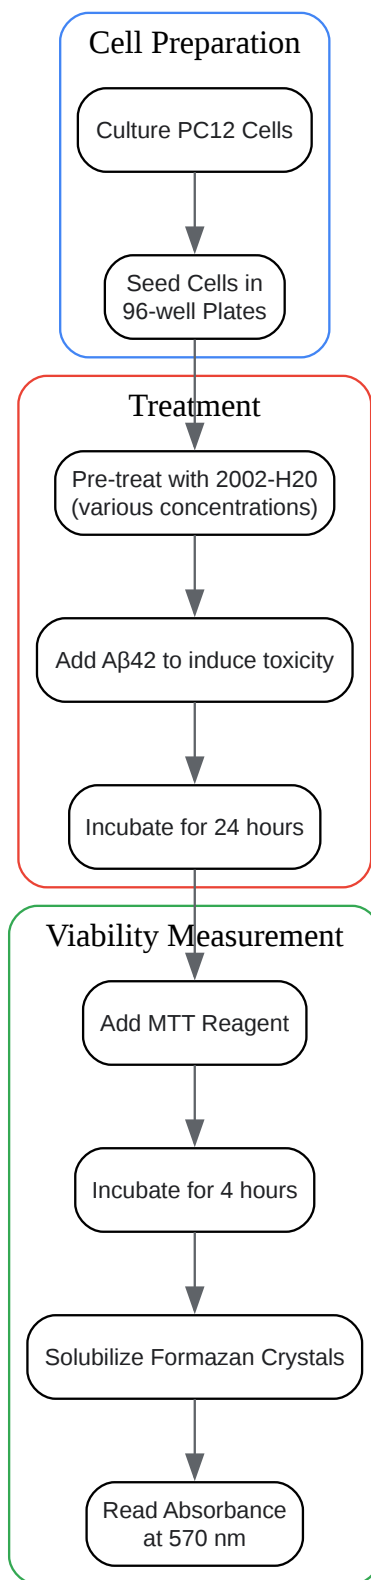 Cell Preparation
Culture PC12 Cells
Seed Cells in
96-well Plates
Treatment
Pre-treat with 2002-H20
(various concentrations)
Add Aβ42 to induce toxicity
Incubate for 24 hours
Viability Measurement
Add MTT Reagent
Incubate for 4 hours
Solubilize Formazan Crystals
Read Absorbance
at 570 nm